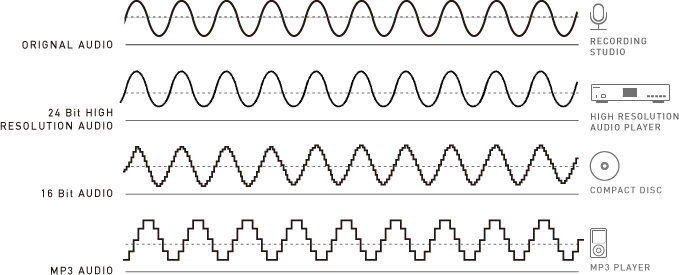 ORIGNAL AUDIO
RECORDING
STUDIO
24 Bit HIGH
RESOLUTION AUDIO
HIGH RESOLUTION
AUDIO PLAYER
16 Bit AUDIO
COMPACT DISC
MP3 AUDIO
MP3 PLAYER